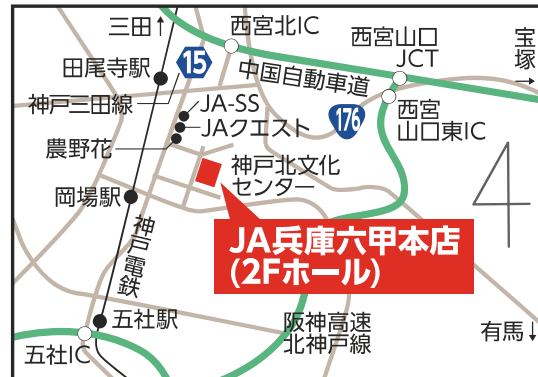 三田↑
西宮北IC
西宮山口
JCT
宝塚
→
田尾寺駅
15
中国自動車道
神戸三田線
JA-SS
JAクエスト
176
西宮
山口東IC
農野花
神戸北文化
センター
岡場駅
4
JA兵庫六甲本店
(2Fホール)
神戸電鉄
五社駅
阪神高速
北神戸線
有馬↓
五社IC